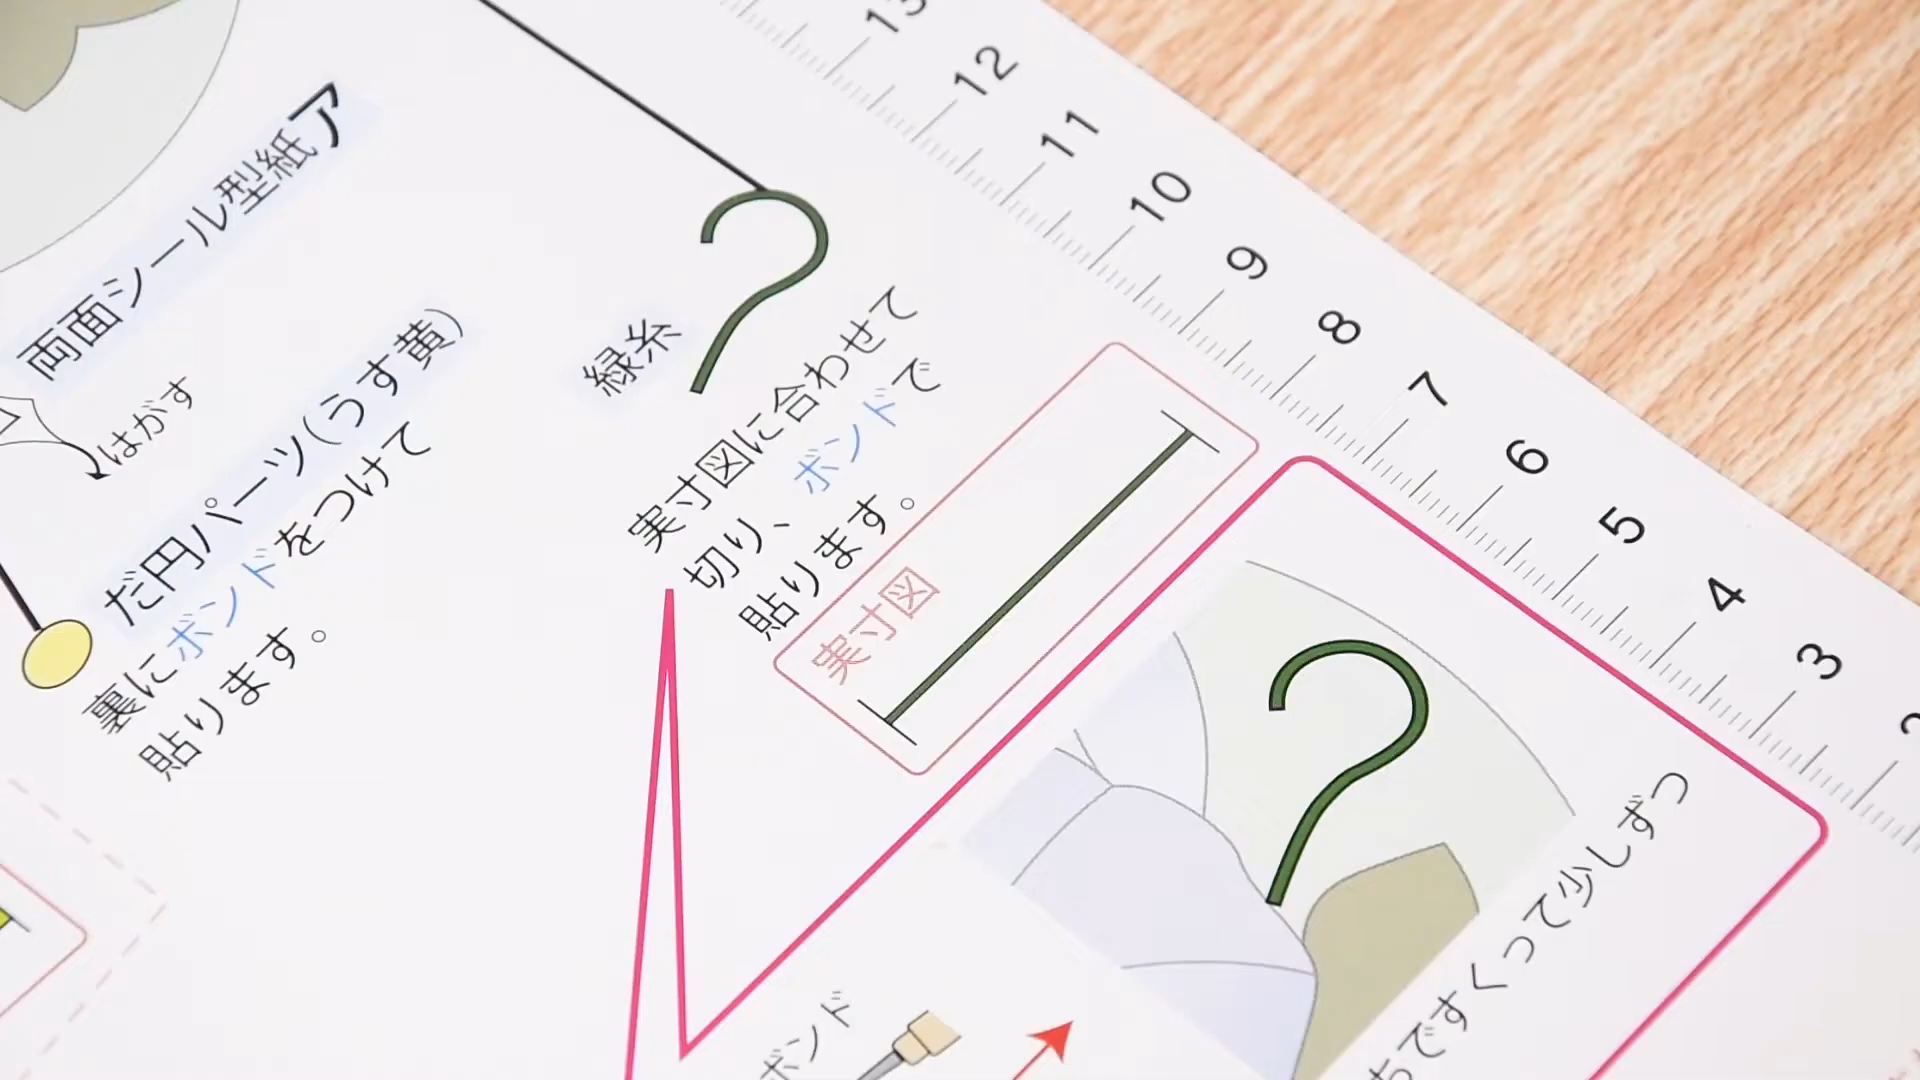 両面シール型紙ア
はがす
だ円パーツ(うす黄)
裏にボンドをつけて
貼ります。
緑糸
実寸図に合わせて
切り、ボンドで
貼ります。
実寸図
13
12
11
10
9
8
7
6
5
4
3
2
ですくって少しずつ
ボンド